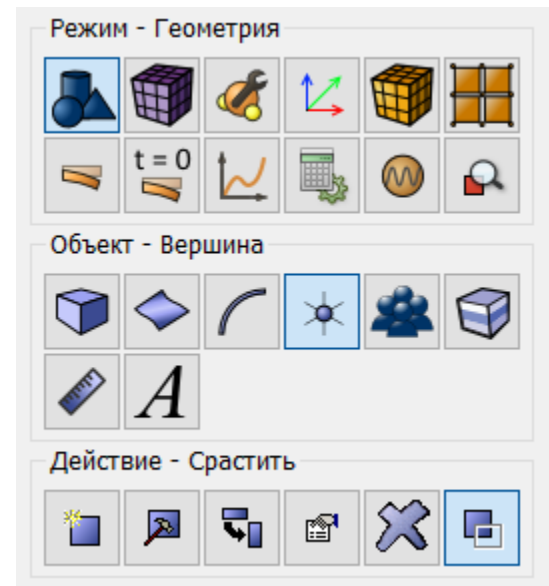 Режим - Геометрия
t = 0
Объект - Вершина
A
Действие - Срастить